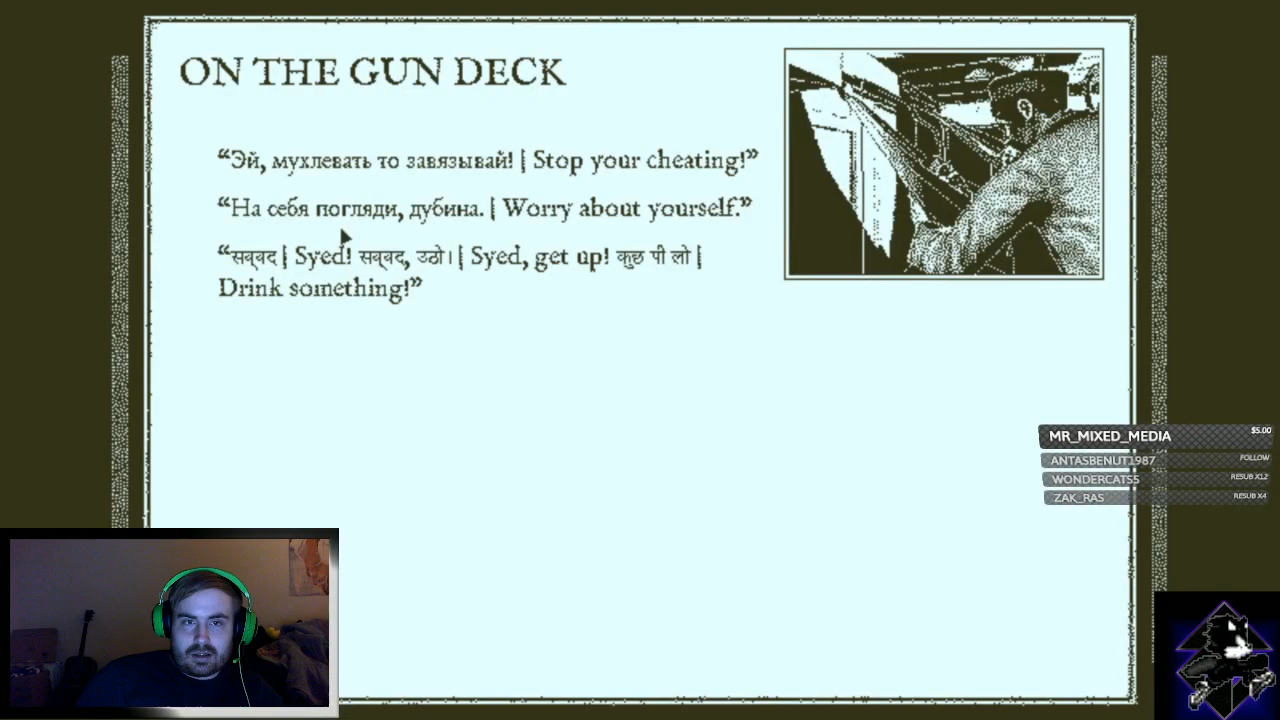 ON THE GUN DECK
“Эй, мухлевать то завязывай! | Stop your cheating!”
“На себя погляди, дубина. | Worry about yourself.”
“सय्यद | Syed! सय्यद, उठो। | Syed, get up! कुछ पी लो |
Drink something!”
MR_MIXED_MEDIA $5.00
ANTASBENUT1987 FOLLOW
WONDERCATS5 RESUB X12
ZAK_RAS RESUB X4